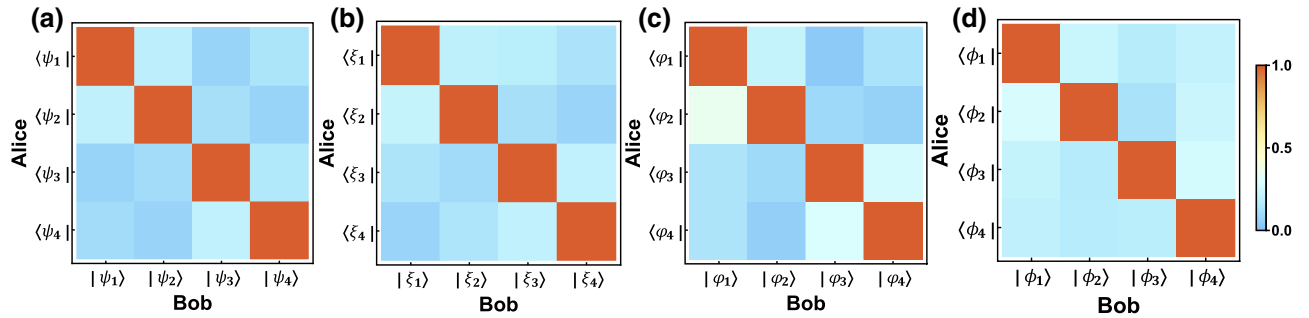 (a)
⟨ψ₁|
⟨ψ₂|
⟨ψ₃|
⟨ψ₄|
Alice
|ψ₁⟩ |ψ₂⟩ |ψ₃⟩ |ψ₄⟩
Bob
(b)
⟨ξ₁|
⟨ξ₂|
⟨ξ₃|
⟨ξ₄|
Alice
|ξ₁⟩ |ξ₂⟩ |ξ₃⟩ |ξ₄⟩
Bob
(c)
⟨φ₁|
⟨φ₂|
⟨φ₃|
⟨φ₄|
Alice
|φ₁⟩ |φ₂⟩ |φ₃⟩ |φ₄⟩
Bob
(d)
⟨ϕ₁|
⟨ϕ₂|
⟨ϕ₃|
⟨ϕ₄|
Alice
|ϕ₁⟩ |ϕ₂⟩ |ϕ₃⟩ |ϕ₄⟩
Bob
1.0
0.5
0.0